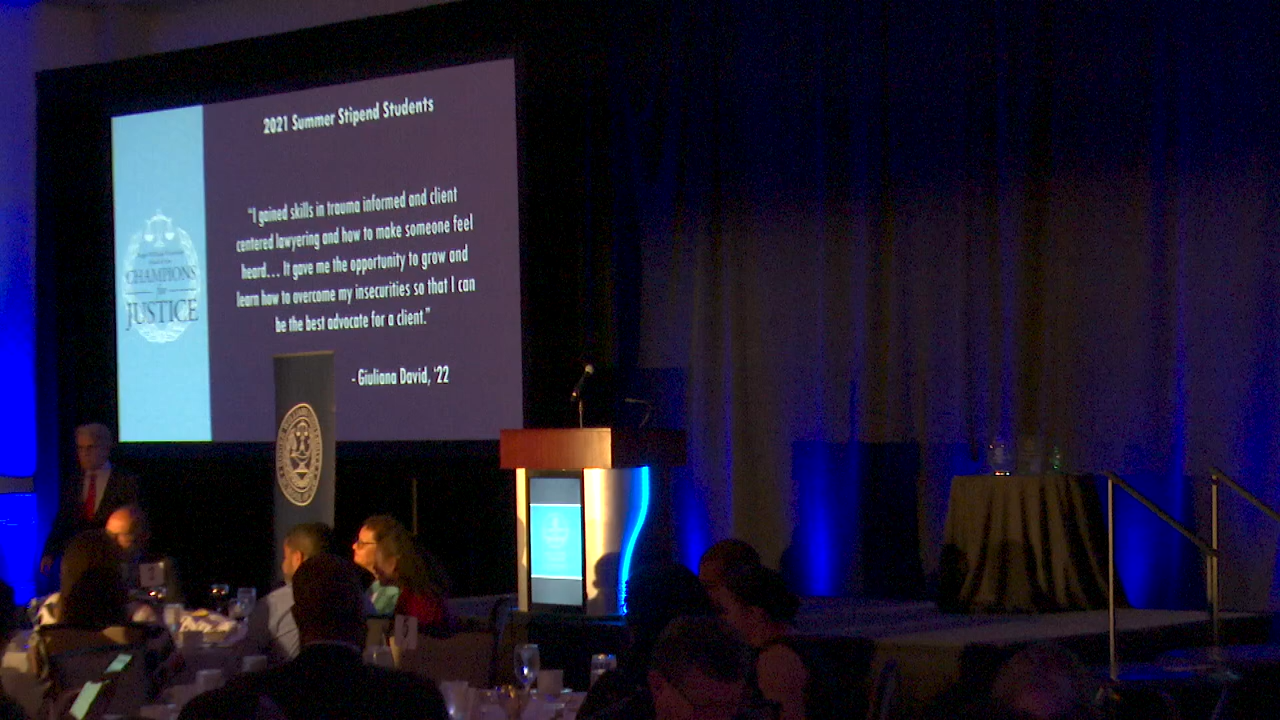 2021 Summer Stipend Students
"I gained skills in trauma informed and client
centered lawyering and how to make someone feel
heard... It gave me the opportunity to grow and
learn how to overcome my insecurities so that I can
be the best advocate for a client."
- Giuliana David, '22
CHAMPIONS
for
JUSTICE